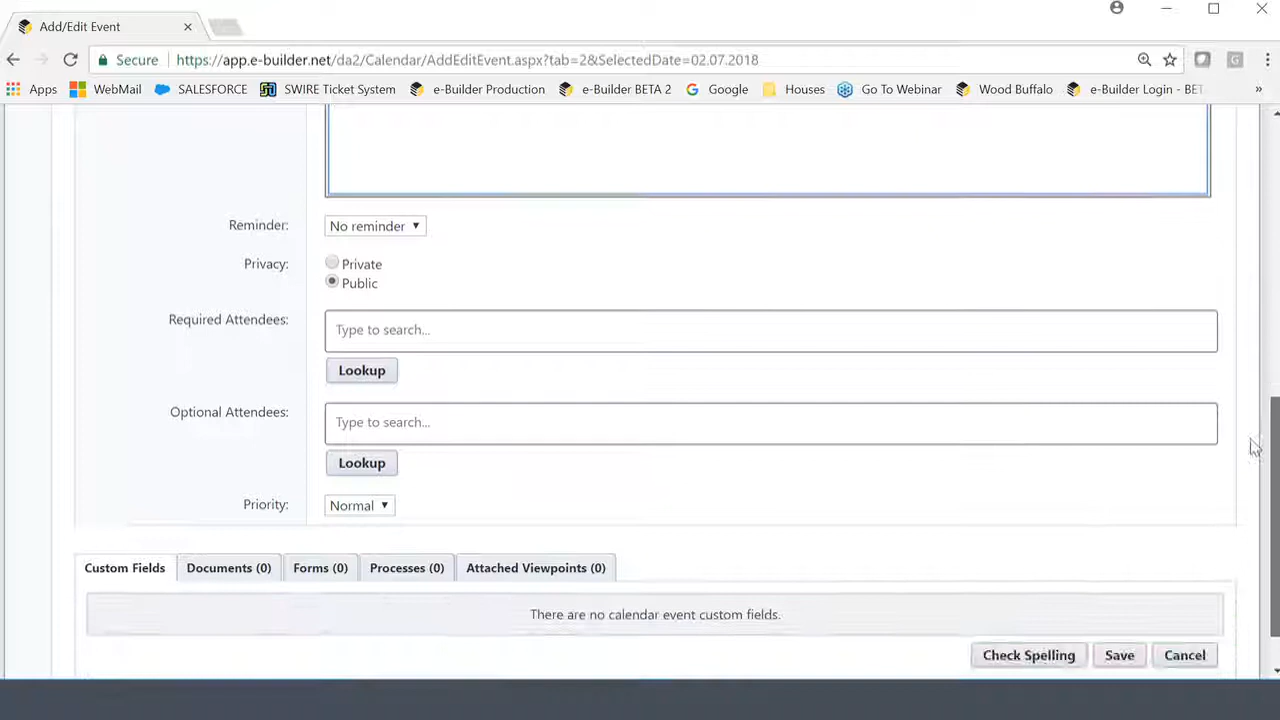 Add/Edit Event
Secure https://app.e-builder.net/da2/Calendar/AddEditEvent.aspx?tab=2&SelectedDate=02.07.2018
Apps WebMail SALESFORCE SWIRE Ticket System e-Builder Production e-Builder BETA 2 Google Houses Go To Webinar Wood Buffalo e-Builder Login - BET »
Reminder: No reminder
Privacy: Private
Public
Required Attendees: Type to search...
Lookup
Optional Attendees: Type to search...
Lookup
Priority: Normal
Custom Fields Documents (0) Forms (0) Processes (0) Attached Viewpoints (0)
There are no calendar event custom fields.
Check Spelling Save Cancel